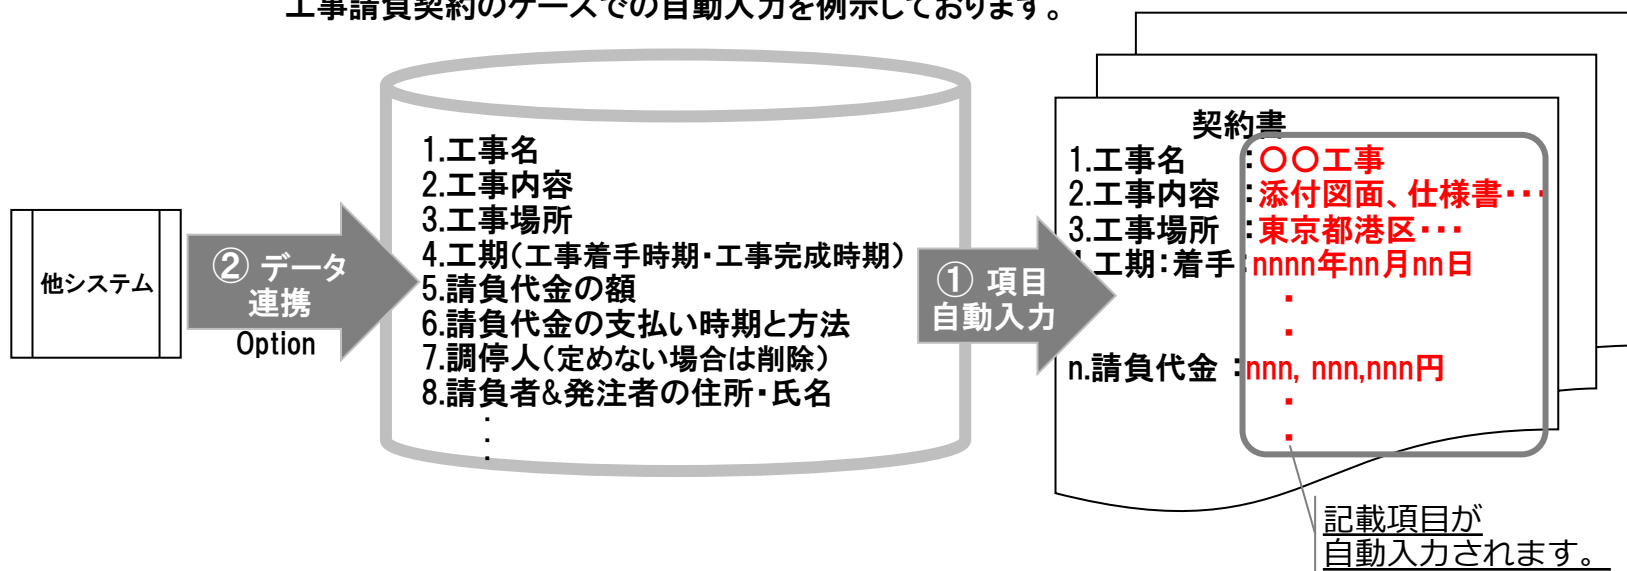 工事請負契約のケースでの自動入力を例示しております。
他システム
② データ
連携
Option
1.工事名
2.工事内容
3.工事場所
4.工期(工事着手時期・工事完成時期)
5.請負代金の額
6.請負代金の支払い時期と方法
7.調停人(定めない場合は削除)
8.請負者&発注者の住所・氏名
.
.
.
① 項目
自動入力
契約書
1.工事名 :〇〇工事
2.工事内容 :添付図面、仕様書・・・
3.工事場所 :東京都港区・・・
.工期:着手:nnnn年nn月nn日
・
・
n.請負代金 :nnn, nnn,nnn円
・
・
記載項目が
自動入力されます。